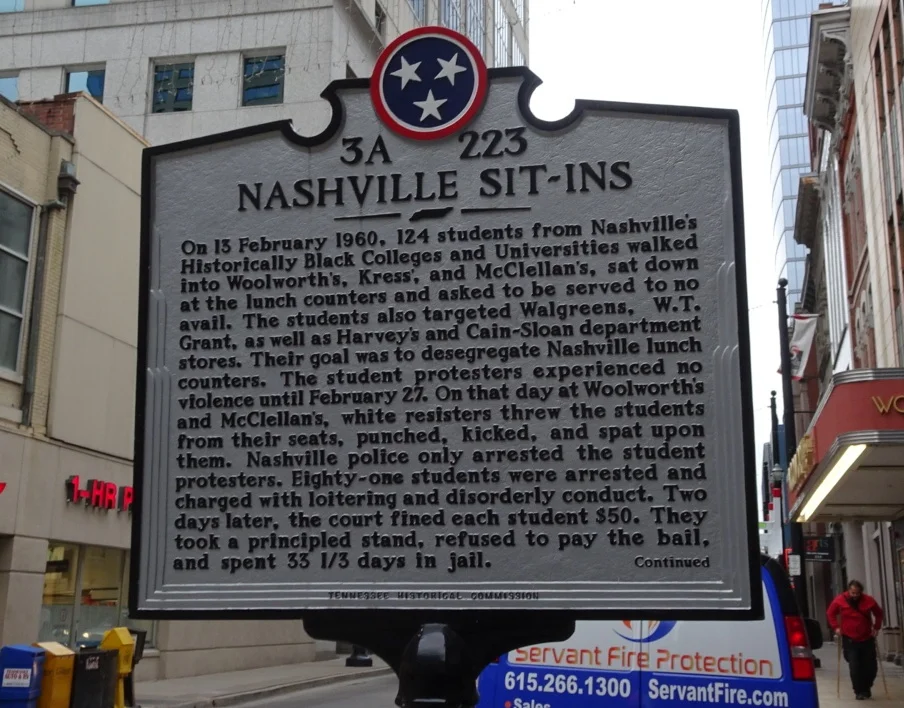 3A 223
NASHVILLE SIT-INS
On 13 February 1960, 124 students from Nashville's
Historically Black Colleges and Universities walked
into Woolworth's, Kress', and McClellan's, sat down
at the lunch counters and asked to be served to no
avail. The students also targeted Walgreens, W.T.
Grant, as well as Harvey's and Cain-Sloan department
stores. Their goal was to desegregate Nashville lunch
counters. The student protesters experienced no
violence until February 27. On that day at Woolworth's
and McClellan's, white resisters threw the students
from their seats, punched, kicked, and spat upon
them. Nashville police only arrested the student
protesters. Eighty-one students were arrested and
charged with loitering and disorderly conduct. Two
days later, the court fined each student $50. They
took a principled stand, refused to pay the bail,
and spent 33 1/3 days in jail.
Continued
TENNESSEE HISTORICAL COMMISSION
1-HR P
WO
Servant Fire Protection
615.266.1300 ServantFire.com
• Sales